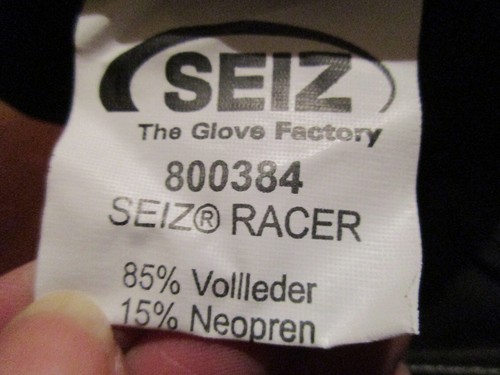 SEIZ
The Glove Factory
800384
SEIZ® RACER
85% Vollleder
15% Neopren